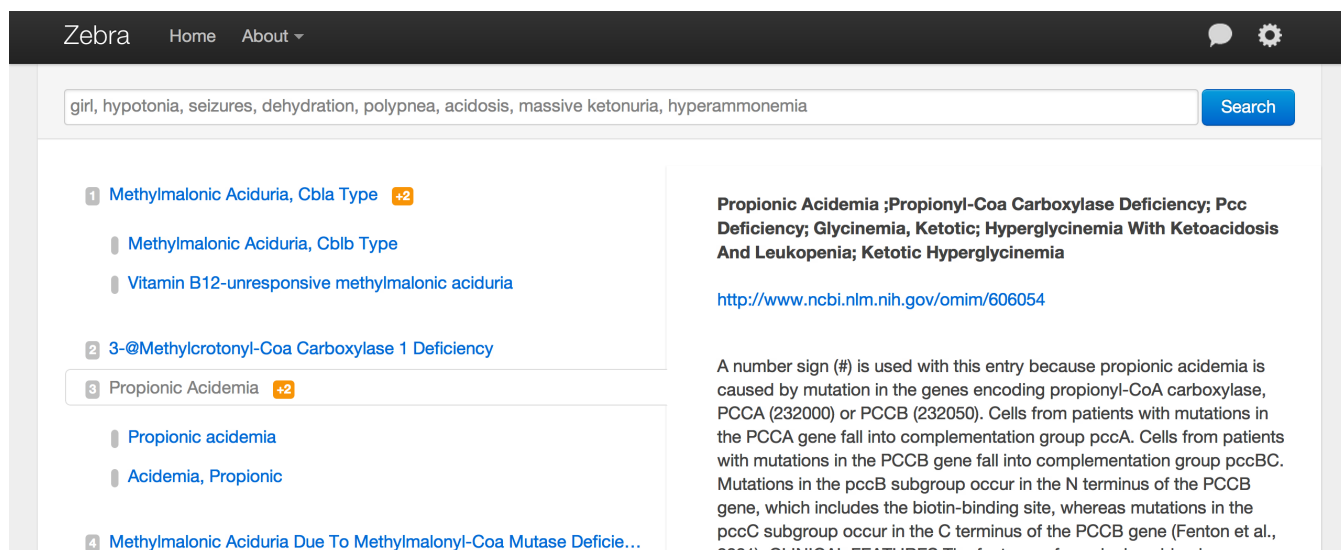 Zebra Home About
girl, hypotonia, seizures, dehydration, polypnea, acidosis, massive ketonuria, hyperammonemia Search
1 Methylmalonic Aciduria, Cbla Type +2
Methylmalonic Aciduria, Cblb Type
Vitamin B12-unresponsive methylmalonic aciduria
2 3-@Methylcrotonyl-Coa Carboxylase 1 Deficiency
3 Propionic Acidemia +2
Propionic acidemia
Acidemia, Propionic
4 Methylmalonic Aciduria Due To Methylmalonyl-Coa Mutase Deficie...
Propionic Acidemia ;Propionyl-Coa Carboxylase Deficiency; Pcc
Deficiency; Glycinemia, Ketotic; Hyperglycinemia With Ketoacidosis
And Leukopenia; Ketotic Hyperglycinemia
http://www.ncbi.nlm.nih.gov/omim/606054
A number sign (#) is used with this entry because propionic acidemia is
caused by mutation in the genes encoding propionyl-CoA carboxylase,
PCCA (232000) or PCCB (232050). Cells from patients with mutations in
the PCCA gene fall into complementation group pccA. Cells from patients
with mutations in the PCCB gene fall into complementation group pccBC.
Mutations in the pccB subgroup occur in the N terminus of the PCCB
gene, which includes the biotin-binding site, whereas mutations in the
pccC subgroup occur in the C terminus of the PCCB gene (Fenton et al.,